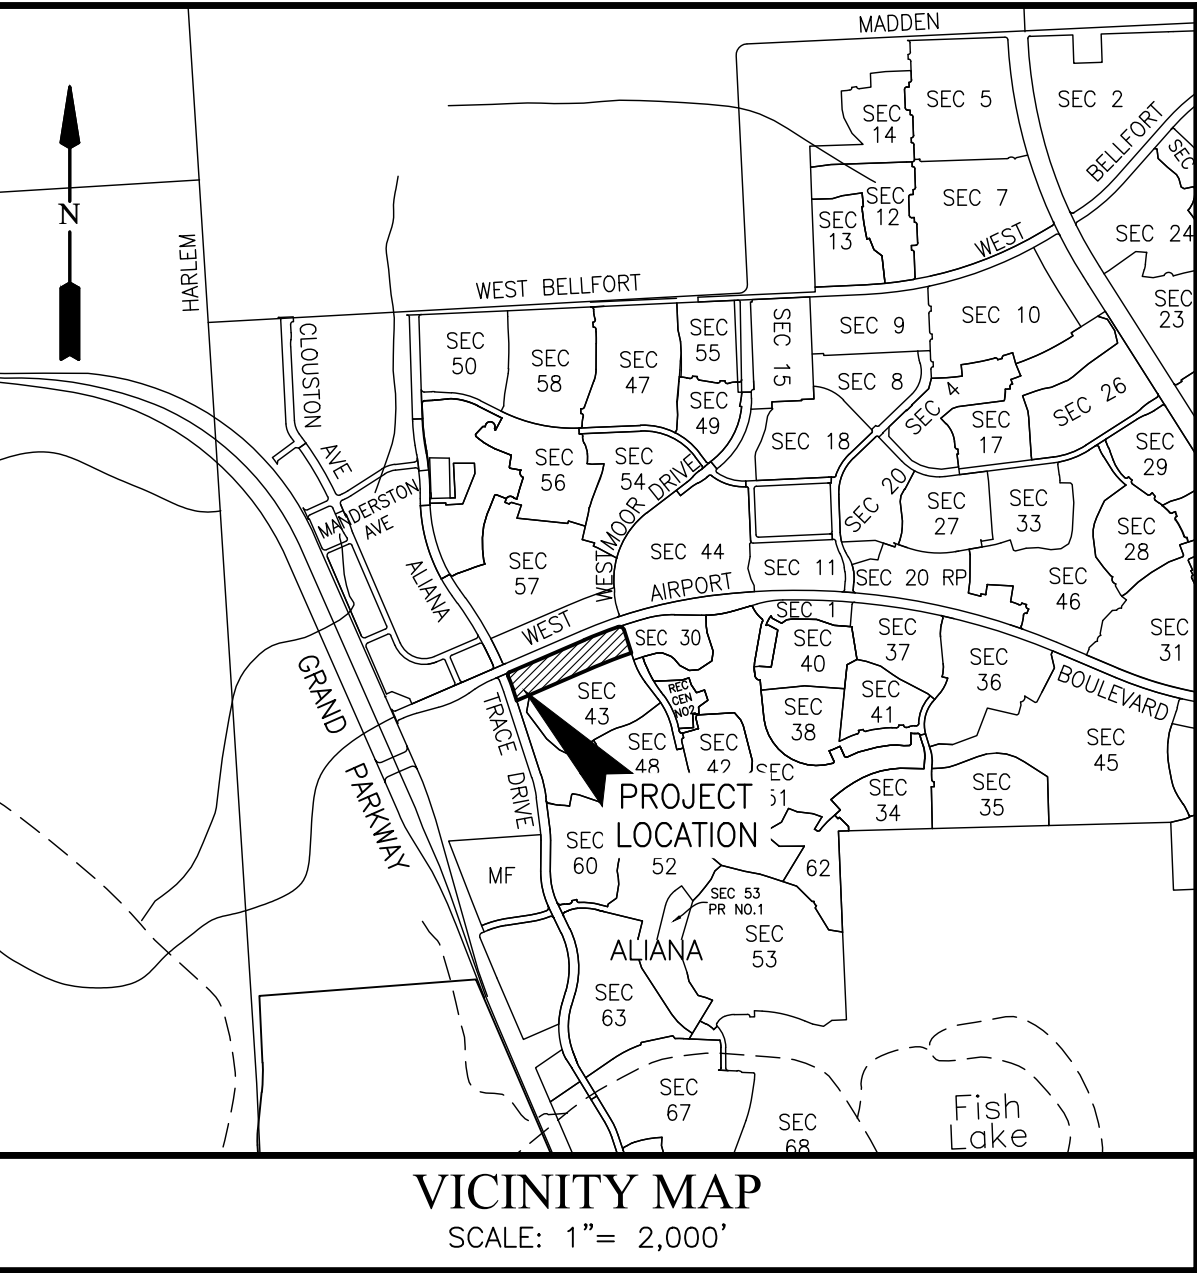 MADDEN
SEC 5
SEC 2
SEC
14
BELLFORT
SEC
N
SEC
12
SEC 7
SEC
13
WEST
SEC 24
HARLEM
WEST BELLFORT
SEC
23
CLOUSTON
AVE
SEC
50
SEC
58
SEC
47
SEC
55
SEC 15
SEC 9
SEC 10
SEC 8
SEC 4
SEC
49
SEC 26
SEC
17
SEC 18
SEC
29
SEC
56
SEC
54
WESTMOOR DRIVE
SEC 20
SEC
27
SEC
33
SEC
28
MANDERSTON
AVE
SEC
57
SEC 44
SEC 11
SEC 20 RP
SEC
46
ALIANA
WEST
AIRPORT
SEC 1
SEC
31
SEC 30
SEC
40
SEC
37
SEC
36
BOULEVARD
GRAND
PARKWAY
TRACE DRIVE
SEC
43
REC
CEN
NO2
SEC
38
SEC
41
SEC
45
SEC
48
SEC
42
SEC
51
SEC
34
SEC
35
PROJECT
LOCATION
SEC
60
52
62
MF
SEC 53
PR NO.1
ALIANA
SEC
53
SEC
63
SEC
67
SEC
68
Fish
Lake
VICINITY MAP
SCALE: 1"= 2,000'